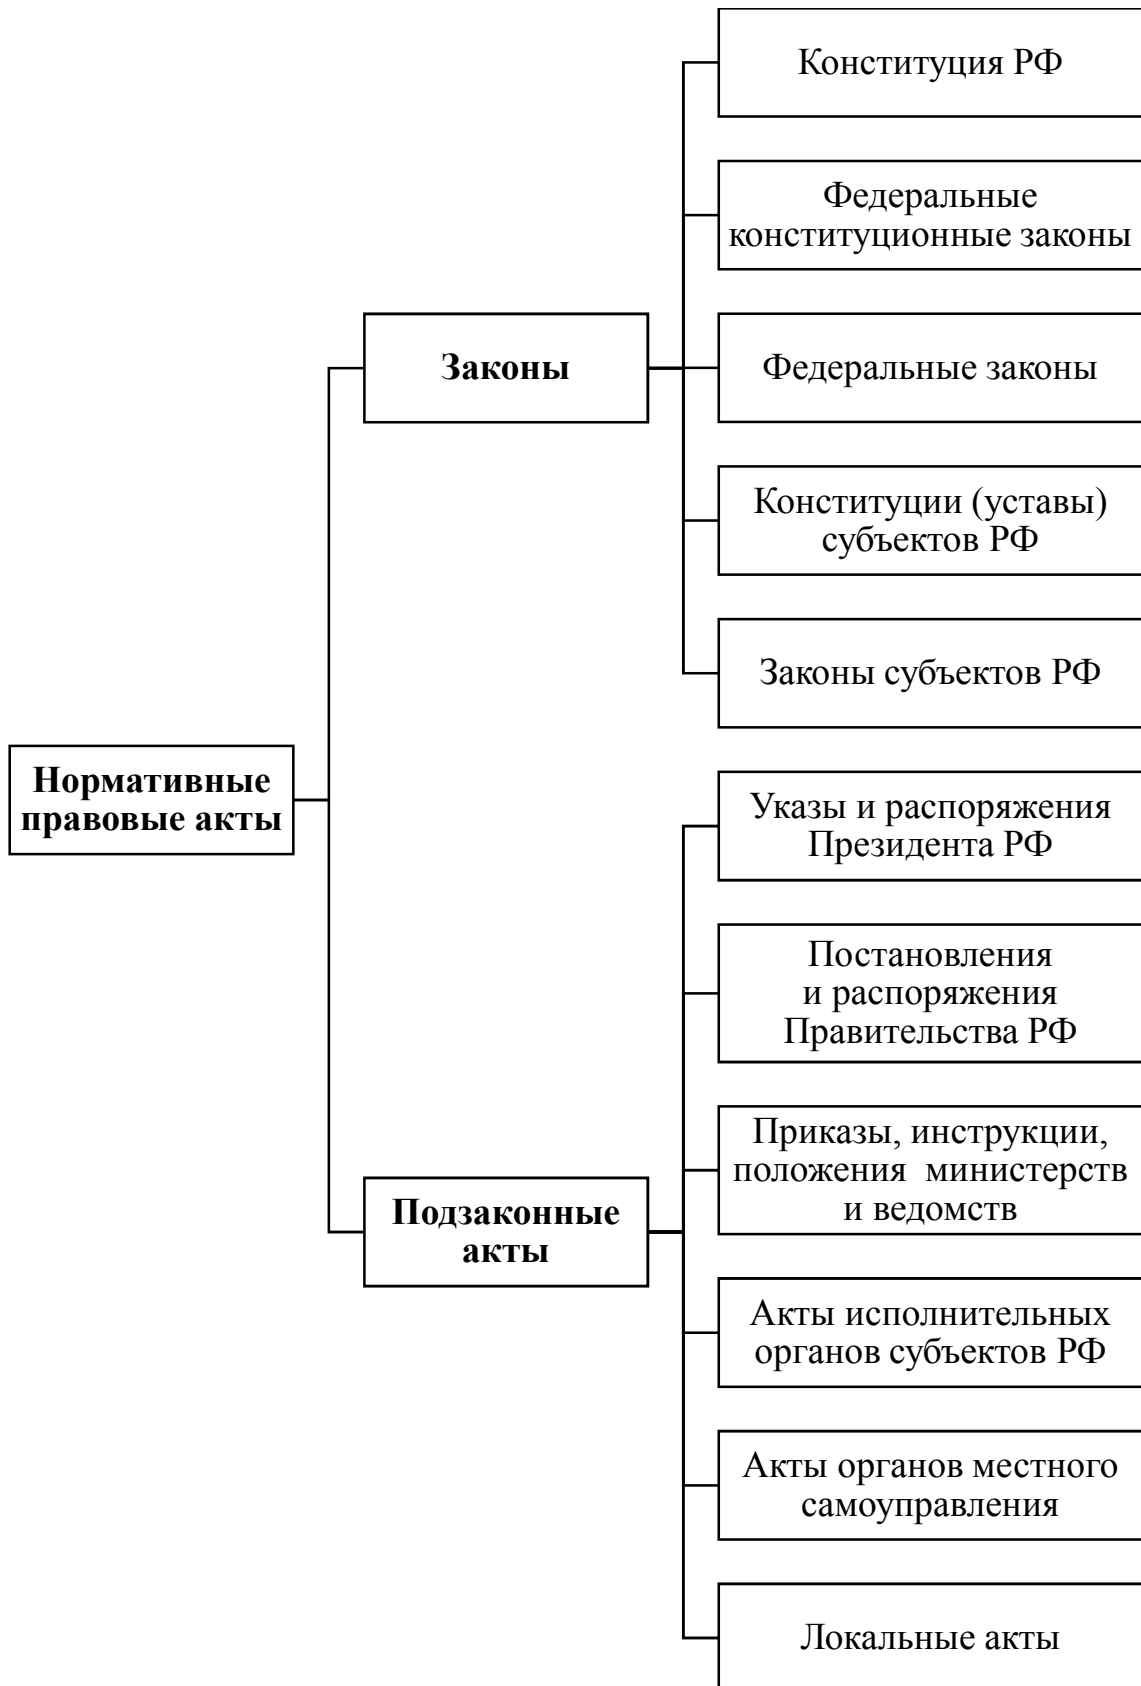 Конституция РФ
Федеральные
конституционные законы
Законы
Федеральные законы
Конституции (уставы)
субъектов РФ
Законы субъектов РФ
Нормативные
правовые акты
Указы и распоряжения
Президента РФ
Постановления
и распоряжения
Правительства РФ
Приказы, инструкции,
положения министерств
и ведомств
Подзаконные
акты
Акты исполнительных
органов субъектов РФ
Акты органов местного
самоуправления
Локальные акты